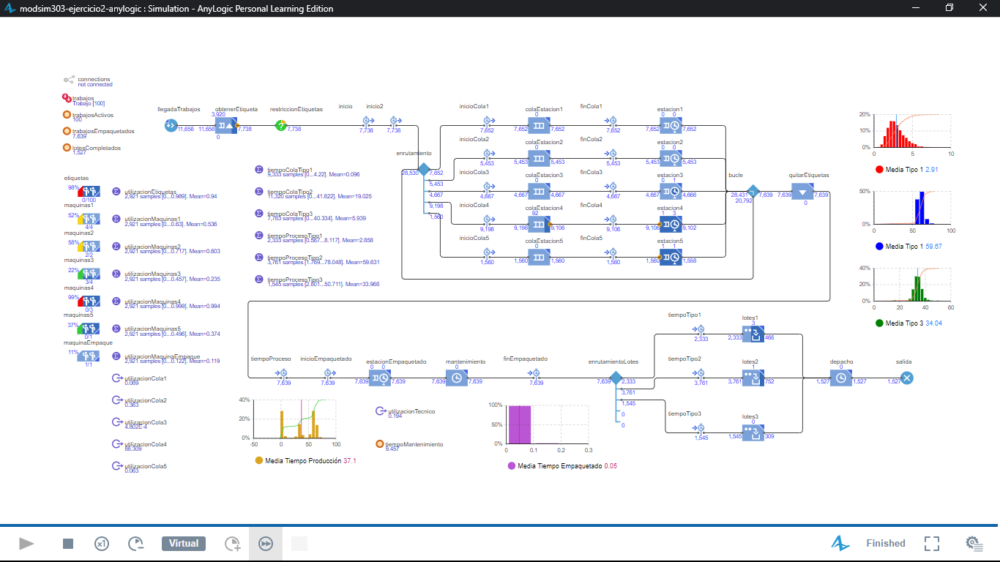 modsim303-ejercicio2-anylogic : Simulation - AnyLogic Personal Learning Edition
connections
not connected
trabajos
Trabajo [100]
trabajosActivos
100
trabajosEmpaquetados
7,639
lotesCompletados
1,527
llegadaTrabajos
11,658
obtenerEtiqueta
3,920
11,658
7,738
0
restriccionEtiquetas
7,738
inicio
7,738
inicio2
7,738
enrutamiento
28,530
7,652
5,453
4,667
9,198
1,560
inicioCola1
7,652
colaEstacion1
0
7,652
7,652
finCola1
7,652
estacion1
0 0
7,652
7,652
inicioCola2
5,453
colaEstacion2
0
5,453
5,453
finCola2
5,453
estacion2
0 0
5,453
5,453
inicioCola3
4,667
colaEstacion3
0
4,667
4,667
finCola3
4,667
estacion3
0 1
4,667
4,666
inicioCola4
9,198
colaEstacion4
92
9,198
9,106
finCola4
9,106
estacion4
1 3
9,106
9,102
inicioCola5
1,560
colaEstacion5
0
1,560
1,560
finCola5
1,560
estacion5
1 1
1,560
1,558
bucle
28,431
7,639
20,792
quitarEtiquetas
7,639
7,639
0
20%
10%
0%
0
5
10
Media Tipo 1 2.91
50%
0%
0
50
100
Media Tipo 1 59.67
40%
20%
0%
0
20
40
60
Media Tipo 3 34.04
tiempoColaTipo1
9,333 samples [0...4.22]. Mean=0.096
tiempoColaTipo2
11,320 samples [0...41.822]. Mean=19.025
tiempoColaTipo3
7,783 samples [0...40.334]. Mean=5.939
tiempoProcesoTipo1
2,333 samples [0.567...8.117]. Mean=2.858
tiempoProcesoTipo2
3,761 samples [1.769...78.048]. Mean=59.631
tiempoProcesoTipo3
1,545 samples [2.801...50.711]. Mean=33.968
etiquetas
98%
0/100
utilizacionEtiquetas
2,921 samples [0...0.989]. Mean=0.94
maquinas1
52%
4/4
utilizacionMaquinas1
2,921 samples [0...0.63]. Mean=0.536
maquinas2
58%
2/2
utilizacionMaquinas2
2,921 samples [0...0.717]. Mean=0.603
maquinas3
22%
3/4
utilizacionMaquinas3
2,921 samples [0...0.457]. Mean=0.235
maquinas4
99%
0/3
utilizacionMaquinas4
2,921 samples [0...0.999]. Mean=0.994
maquinas5
37%
0/1
utilizacionMaquinas5
2,921 samples [0...0.496]. Mean=0.374
maquinaEmpaque
11%
1/1
utilizacionMaquinaEmpaque
2,921 samples [0...0.122]. Mean=0.119
utilizacionCola1
0.089
utilizacionCola2
0.363
utilizacionCola3
4.802E-4
utilizacionCola4
utilizacionCola5
0.063
tiempoProceso
7,639
inicioEmpaquetado
7,639
estacionEmpaquetado
0 0
7,639
7,639
mantenimiento
0
7,639
7,639
finEmpaquetado
7,639
enrutamientoLotes
7,639
2,333
3,761
1,545
0
0
tiempoTipo1
2,333
lotes1
3
2,333
466
tiempoTipo2
3,761
lotes2
1
3,761
752
tiempoTipo3
1,545
lotes3
0
1,545
309
depacho
0
1,527
1,527
salida
1,527
40%
20%
0%
-50
0
50
100
Media Tiempo Producción 37.1
utilizacionTecnico
0.194
tiempoMantenimiento
9.457
100%
50%
0%
0
0.1
0.2
0.3
Media Tiempo Empaquetado 0.05
x1
Virtual
Finished